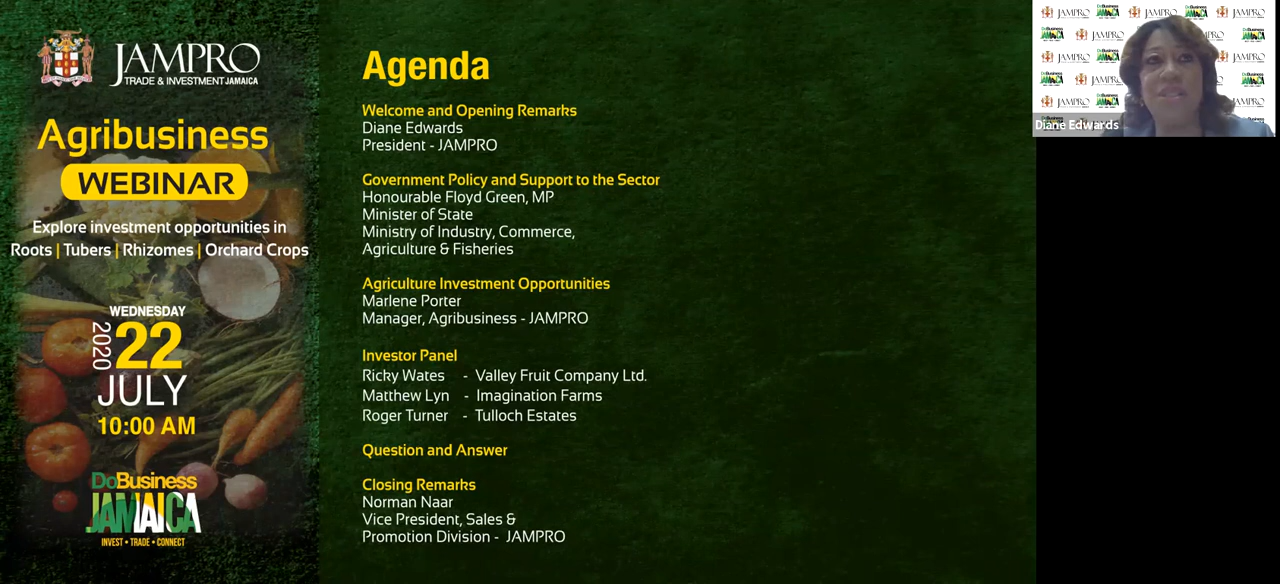 JAMPRO
TRADE & INVESTMENT JAMAICA
Agribusiness
WEBINAR
Explore investment opportunities in
Roots | Tubers | Rhizomes | Orchard Crops
WEDNESDAY
2020
22
JULY
10:00 AM
DoBusiness
JAMAICA
INVEST • TRADE • CONNECT
Agenda
Welcome and Opening Remarks
Diane Edwards
President - JAMPRO
Government Policy and Support to the Sector
Honourable Floyd Green, MP
Minister of State
Ministry of Industry, Commerce,
Agriculture & Fisheries
Agriculture Investment Opportunities
Marlene Porter
Manager, Agribusiness - JAMPRO
Investor Panel
Ricky Wates - Valley Fruit Company Ltd.
Matthew Lyn - Imagination Farms
Roger Turner - Tulloch Estates
Question and Answer
Closing Remarks
Norman Naar
Vice President, Sales &
Promotion Division - JAMPRO
Diane Edwards